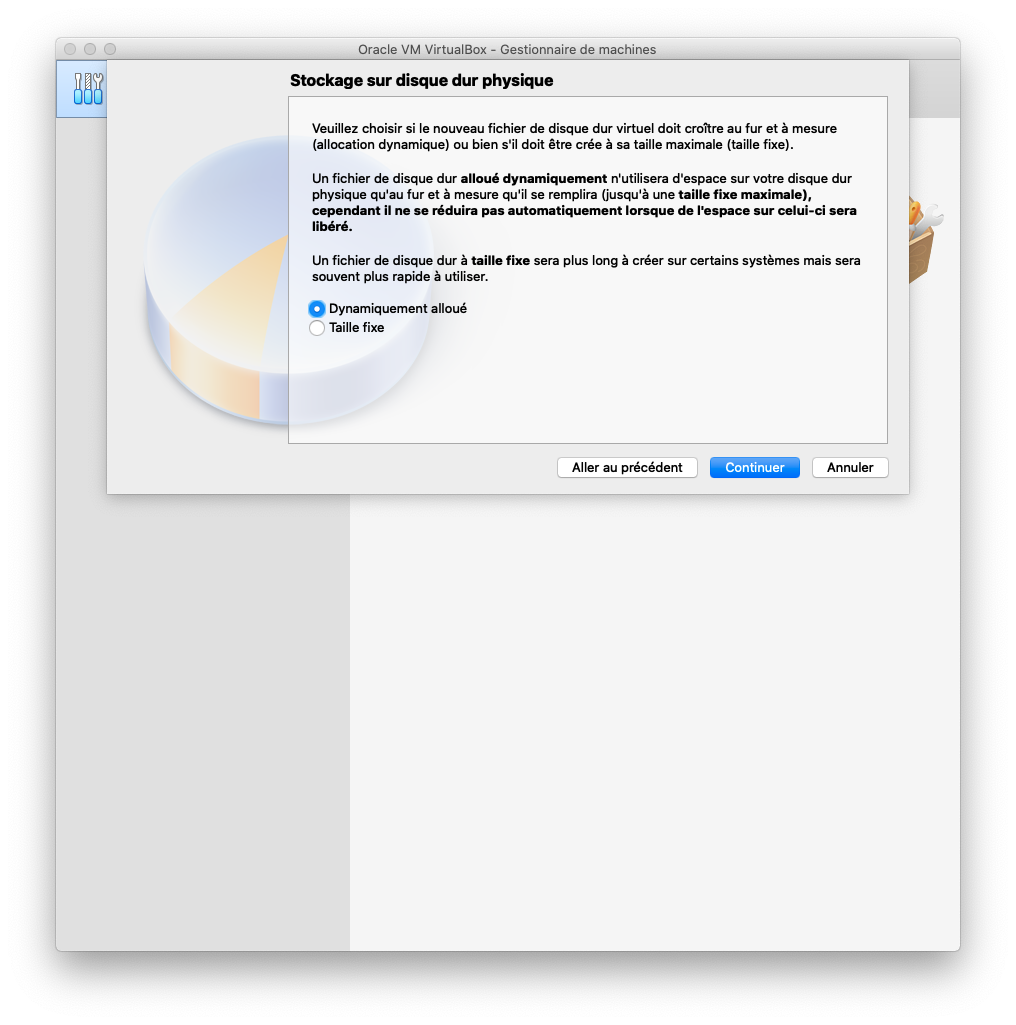 Oracle VM VirtualBox - Gestionnaire de machines
Stockage sur disque dur physique
Veuillez choisir si le nouveau fichier de disque dur virtuel doit croître au fur et à mesure
(allocation dynamique) ou bien s'il doit être crée à sa taille maximale (taille fixe).
Un fichier de disque dur alloué dynamiquement n'utilisera d'espace sur votre disque dur
physique qu'au fur et à mesure qu'il se remplira (jusqu'à une taille fixe maximale),
cependant il ne se réduira pas automatiquement lorsque de l'espace sur celui-ci sera
libéré.
Un fichier de disque dur à taille fixe sera plus long à créer sur certains systèmes mais sera
souvent plus rapide à utiliser.
Dynamiquement alloué
Taille fixe
Aller au précédent
Continuer
Annuler